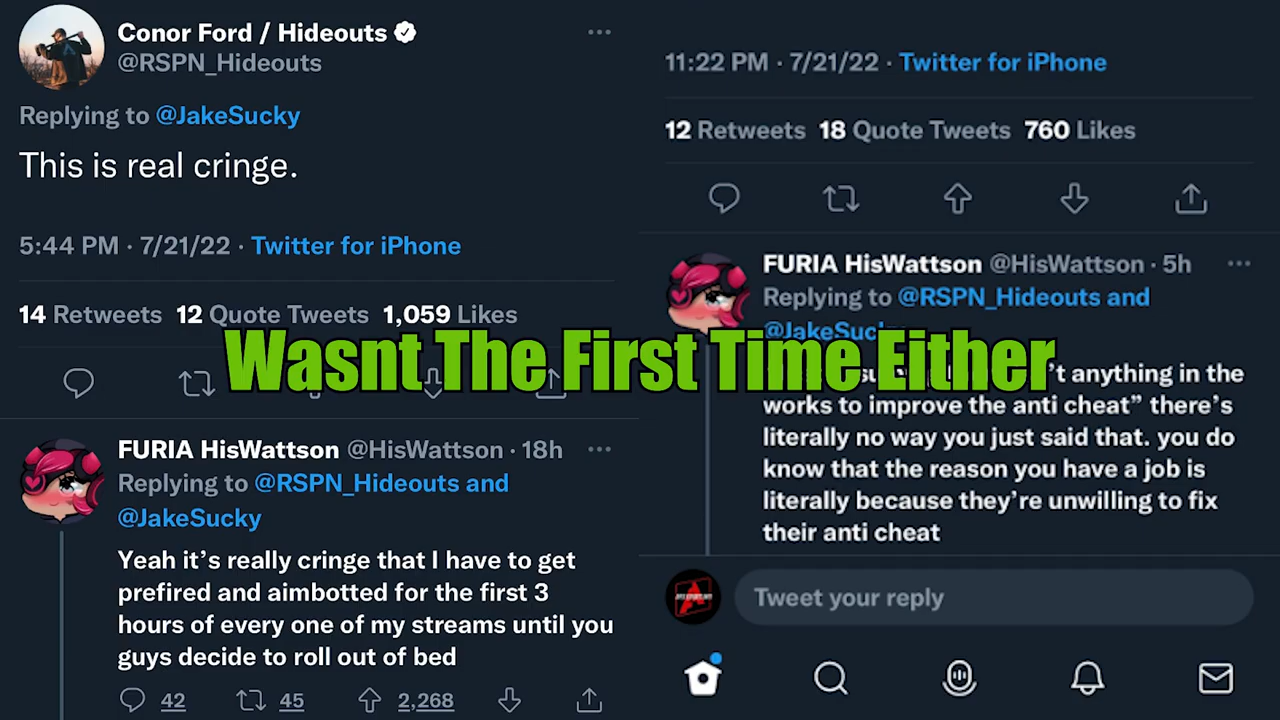 Conor Ford / Hideouts
@RSPN_Hideouts
Replying to @JakeSucky
This is real cringe.
5:44 PM · 7/21/22 · Twitter for iPhone
14 Retweets 12 Quote Tweets 1,059 Likes
FURIA HisWattson @HisWattson · 18h
Replying to @RSPN_Hideouts and
@JakeSucky
Yeah it’s really cringe that I have to get
prefired and aimbotted for the first 3
hours of every one of my streams until you
guys decide to roll out of bed
42 45 2,268
11:22 PM · 7/21/22 · Twitter for iPhone
12 Retweets 18 Quote Tweets 760 Likes
FURIA HisWattson @HisWattson · 5h
Replying to @RSPN_Hideouts and
@JakeSucky
anything in the
works to improve the anti cheat” there’s
literally no way you just said that. you do
know that the reason you have a job is
literally because they’re unwilling to fix
their anti cheat
Tweet your reply
Wasnt The First Time Either